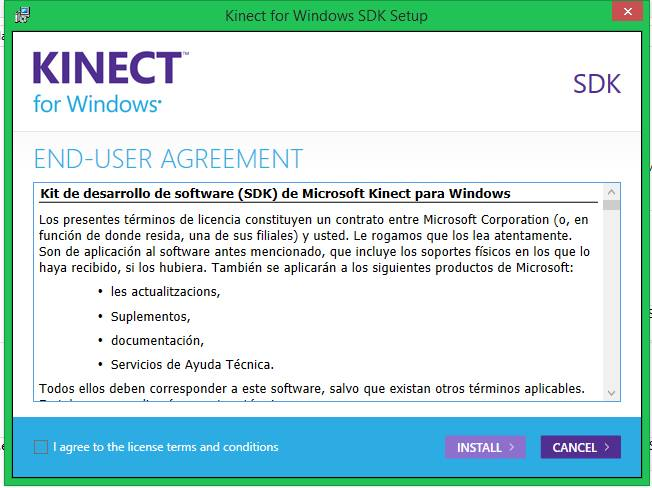 Kinect for Windows SDK Setup
KINECT™
for Windows
SDK
END-USER AGREEMENT
Kit de desarrollo de software (SDK) de Microsoft Kinect para Windows
Los presentes términos de licencia constituyen un contrato entre Microsoft Corporation (o, en
función de donde resida, una de sus filiales) y usted. Le rogamos que los lea atentamente.
Son de aplicación al software antes mencionado, que incluye los soportes físicos en los que lo
haya recibido, si los hubiera. También se aplicarán a los siguientes productos de Microsoft:
• les actualitzacions,
• Suplementos,
• documentación,
• Servicios de Ayuda Técnica.
Todos ellos deben corresponder a este software, salvo que existan otros términos aplicables.
I agree to the license terms and conditions
INSTALL
CANCEL